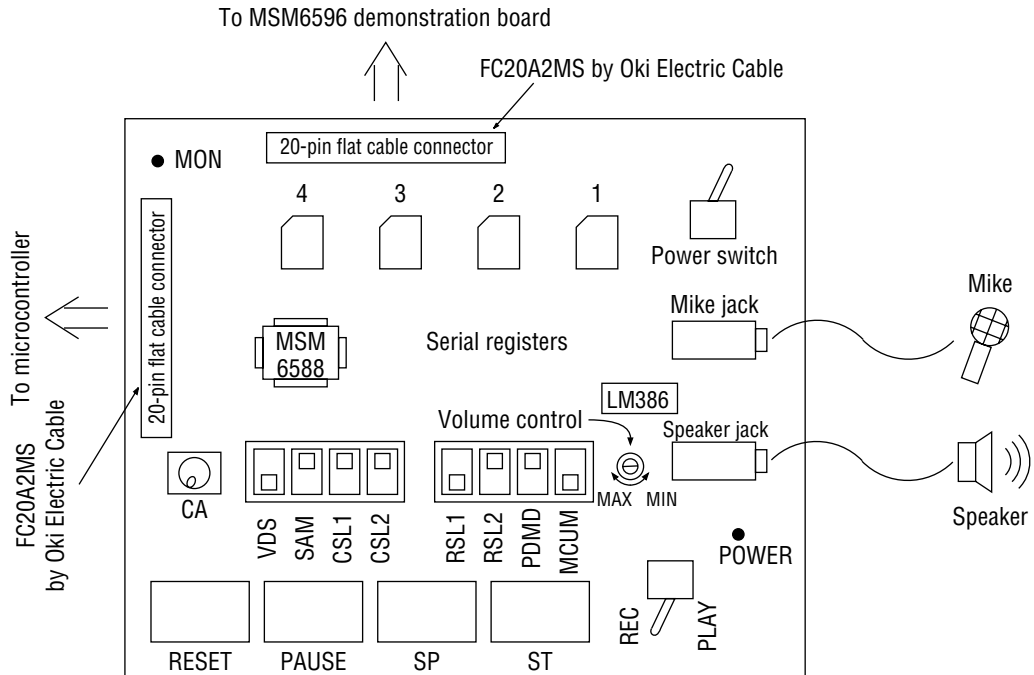 To MSM6596 demonstration board
FC20A2MS by Oki Electric Cable
20-pin flat cable connector
MON
4 3 2 1
Power switch
20-pin flat cable connector
To microcontroller
FC20A2MS
by Oki Electric Cable
Mike jack
Mike
MSM
6588
Serial registers
LM386
Volume control
Speaker jack
MAX MIN
Speaker
CA
VDS
SAM
CSL1
CSL2
RSL1
RSL2
PDMD
MCUM
POWER
REC
PLAY
RESET PAUSE SP ST